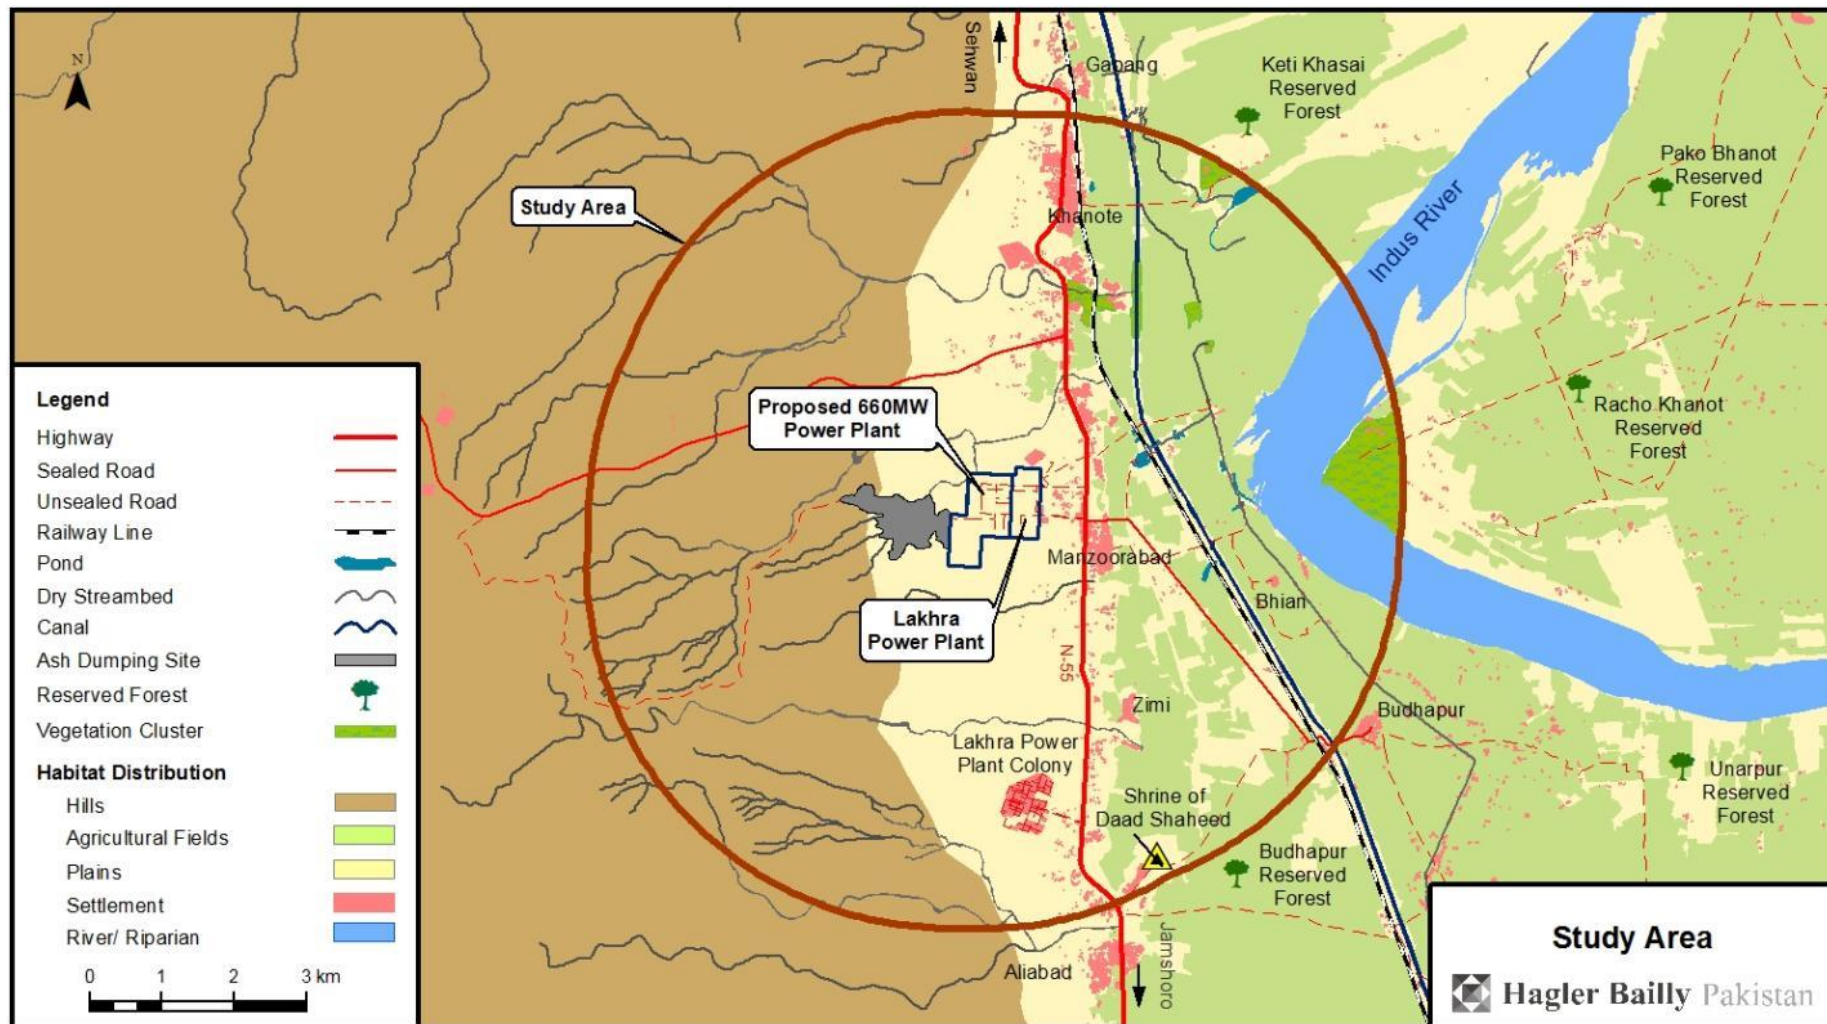 N
Sehwan
Gabang
Keti Khasai
Reserved
Forest
Pako Bhanot
Reserved
Forest
Study Area
Khanote
Indus River
Legend
Highway
Sealed Road
Unsealed Road
Railway Line
Pond
Dry Streambed
Canal
Ash Dumping Site
Reserved Forest
Vegetation Cluster
Habitat Distribution
Hills
Agricultural Fields
Plains
Settlement
River/ Riparian
0 1 2 3 km
Proposed 660MW
Power Plant
Racho Khanot
Reserved
Forest
Manzoorabad
Lakhra
Power Plant
Bhian
N-55
Zimi
Budhapur
Lakhra Power
Plant Colony
Shrine of
Daad Shaheed
Unarpur
Reserved
Forest
Budhapur
Reserved
Forest
Aliabad
Jamshoro
Study Area
Hagler Bailly Pakistan